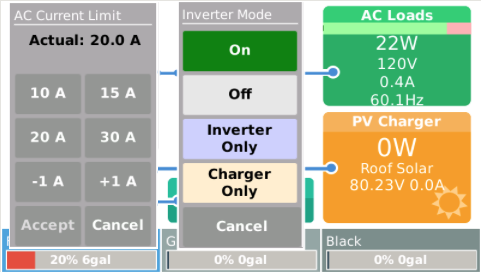 AC Current Limit
Actual: 20.0 A
10 A
15 A
20 A
30 A
-1 A
+1 A
Accept
Cancel
Inverter Mode
On
Off
Inverter
Only
Charger
Only
Cancel
AC Loads
22W
120V
0.4A
60.1Hz
PV Charger
0W
Roof Solar
80.23V 0.0A
20% 6gal
G
0% 0gal
Black
0% 0gal